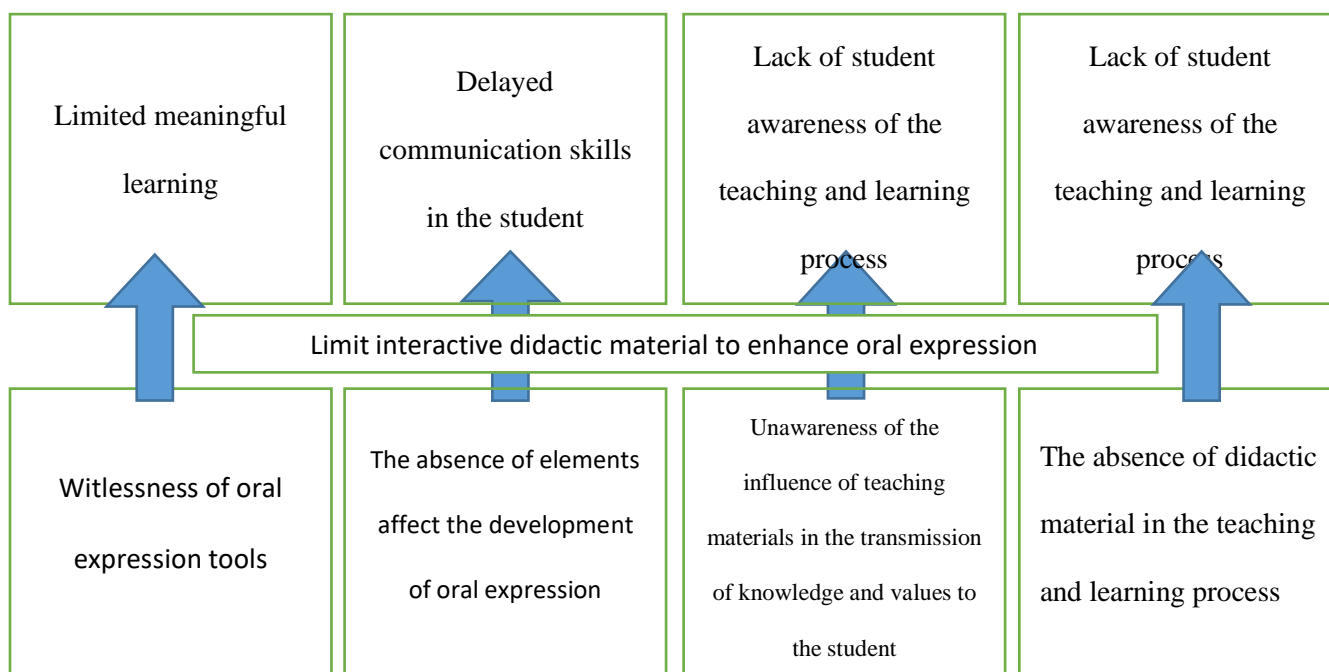 Limited meaningful
learning
Delayed
communication skills
in the student
Lack of student
awareness of the
teaching and learning
process
Lack of student
awareness of the
teaching and learning
process
Limit interactive didactic material to enhance oral expression
Witlessness of oral
expression tools
The absence of elements
affect the development
of oral expression
Unawareness of the
influence of teaching
materials in the transmission
of knowledge and values to
the student
The absence of didactic
material in the teaching
and learning process